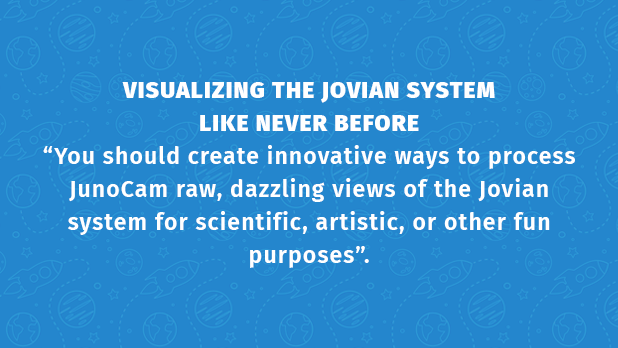 VISUALIZING THE JOVIAN SYSTEM
LIKE NEVER BEFORE
“You should create innovative ways to process
JunoCam raw, dazzling views of the Jovian
system for scientific, artistic, or other fun
purposes”.